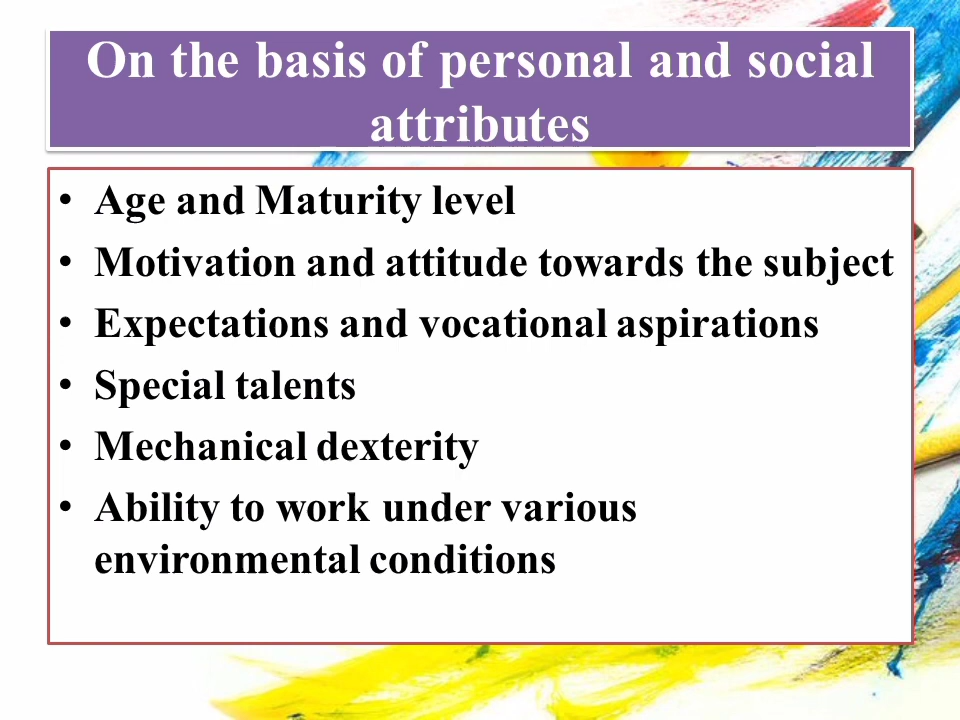 On the basis of personal and social
attributes
• Age and Maturity level
• Motivation and attitude towards the subject
• Expectations and vocational aspirations
• Special talents
• Mechanical dexterity
• Ability to work under various
environmental conditions